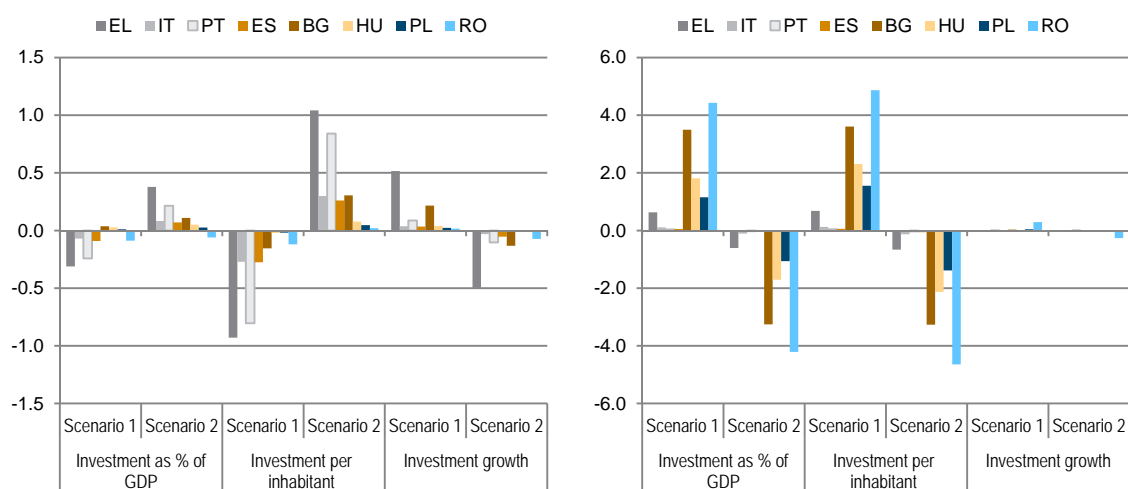 EL IT PT ES BG HU PL RO
1.5
1.0
0.5
0.0
-0.5
-1.0
-1.5
Scenario 1 Scenario 2 Scenario 1 Scenario 2 Scenario 1 Scenario 2
Investment as % of GDP
Investment per inhabitant
Investment growth
EL IT PT ES BG HU PL RO
6.0
4.0
2.0
0.0
-2.0
-4.0
-6.0
Scenario 1 Scenario 2 Scenario 1 Scenario 2 Scenario 1 Scenario 2
Investment as % of
GDP
Investment per
inhabitant
Investment growth